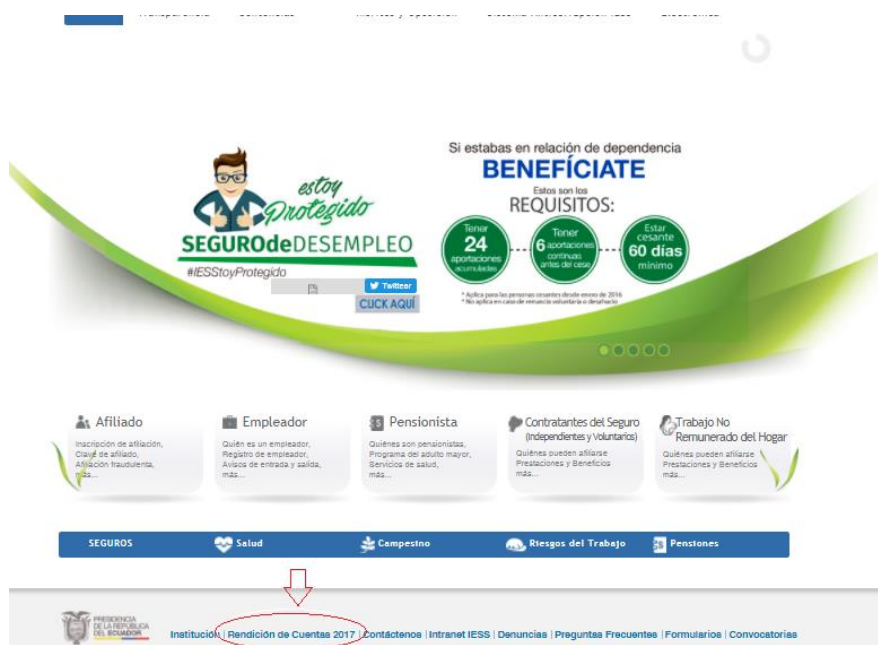 Si estabas en relación de dependencia
BENEFÍCIATE
Estos son los
REQUISITOS:
estoy
Protegido
SEGUROdeDESEMPLEO
#IESStoyProtegido
Twittear
CLICK AQUÍ
Tener
24
aportaciones
acumuladas
Tener
6 aportaciones
continuas
antes del cese
Estar
cesante
60 días
mínimo
* Aplica para las personas cesantes desde enero de 2016
* No aplica en caso de renuncia voluntaria o desahucio
Afiliado
Inscripción de afiliación,
Clave de afiliado,
Afiliación fraudulenta,
más...
Empleador
Quién es un empleador,
Registro de empleador,
Avisos de entrada y salida,
más...
Pensionista
Quiénes son pensionistas,
Programa del adulto mayor,
Servicios de salud,
más...
Contratantes del Seguro
(Independientes y Voluntarios)
Quiénes pueden afiliarse
Prestaciones y Beneficios
más...
Trabajo No
Remunerado del Hogar
Quiénes pueden afiliarse
Prestaciones y Beneficios
más...
SEGUROS Salud Campesino Riesgos del Trabajo Pensiones
PRESIDENCIA
DE LA REPÚBLICA
DEL ECUADOR
Institución | Rendición de Cuentas 2017 | Contáctenos | Intranet IESS | Denuncias | Preguntas Frecuentes | Formularios | Convocatorias